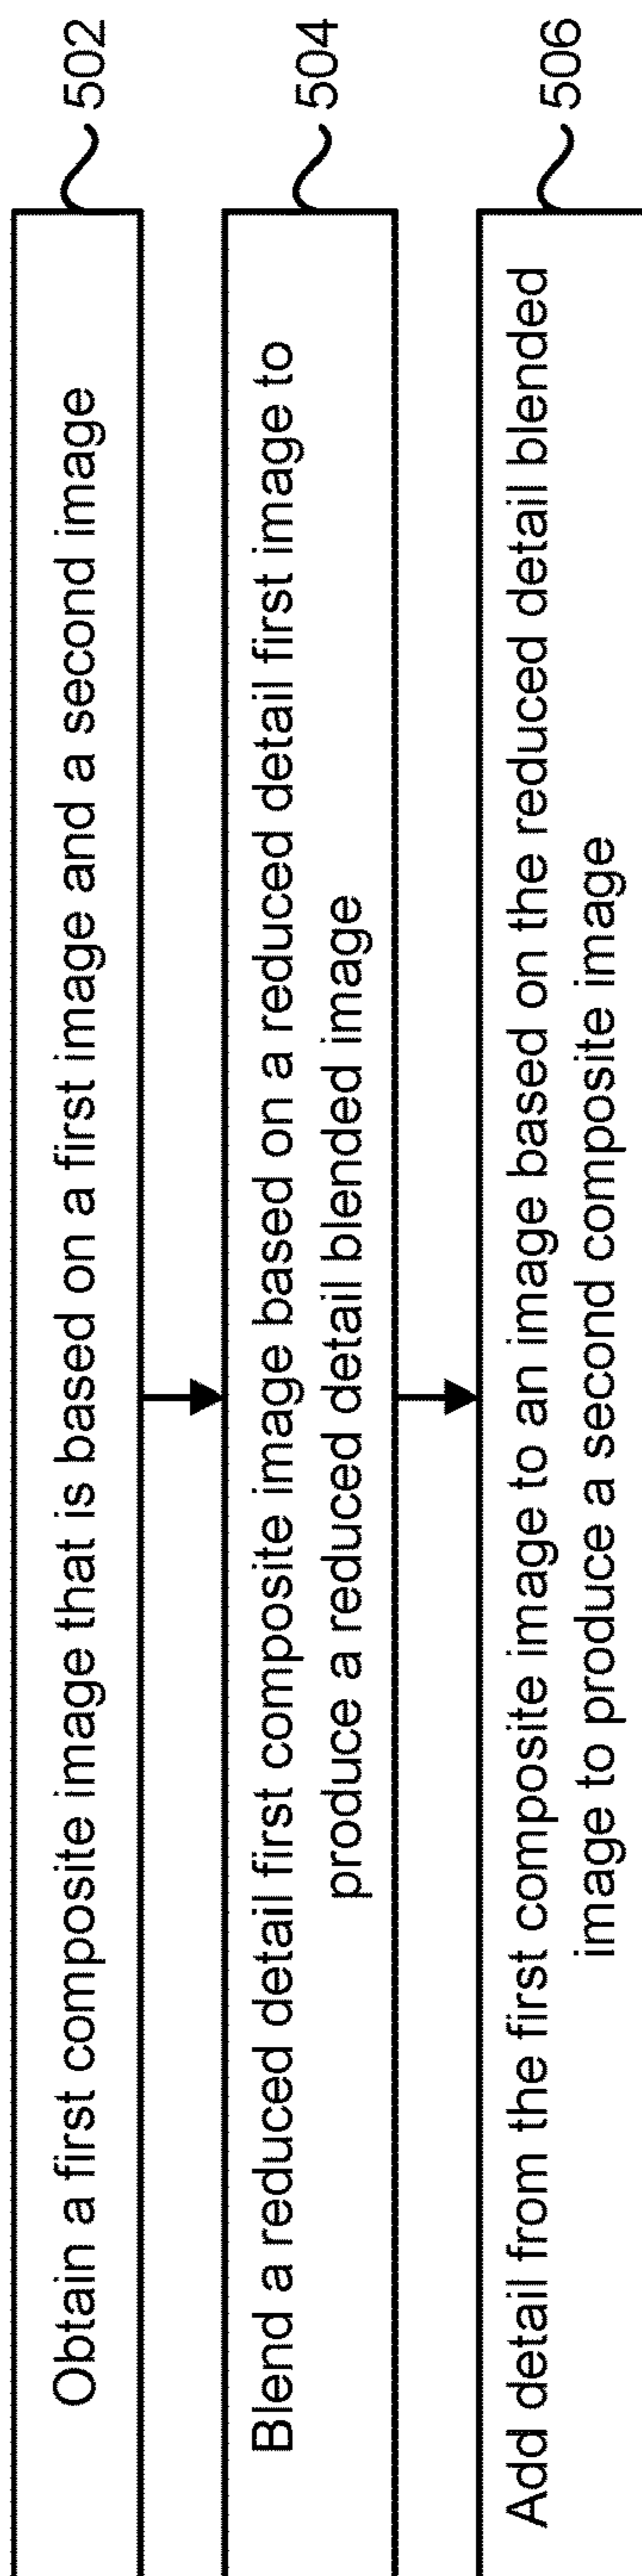 Obtain a first composite image that is based on a first image and a second image
502
Blend a reduced detail first composite image based on a reduced detail first image to
produce a reduced detail blended image
504
Add detail from the first composite image to an image based on the reduced detail blended
image to produce a second composite image
506